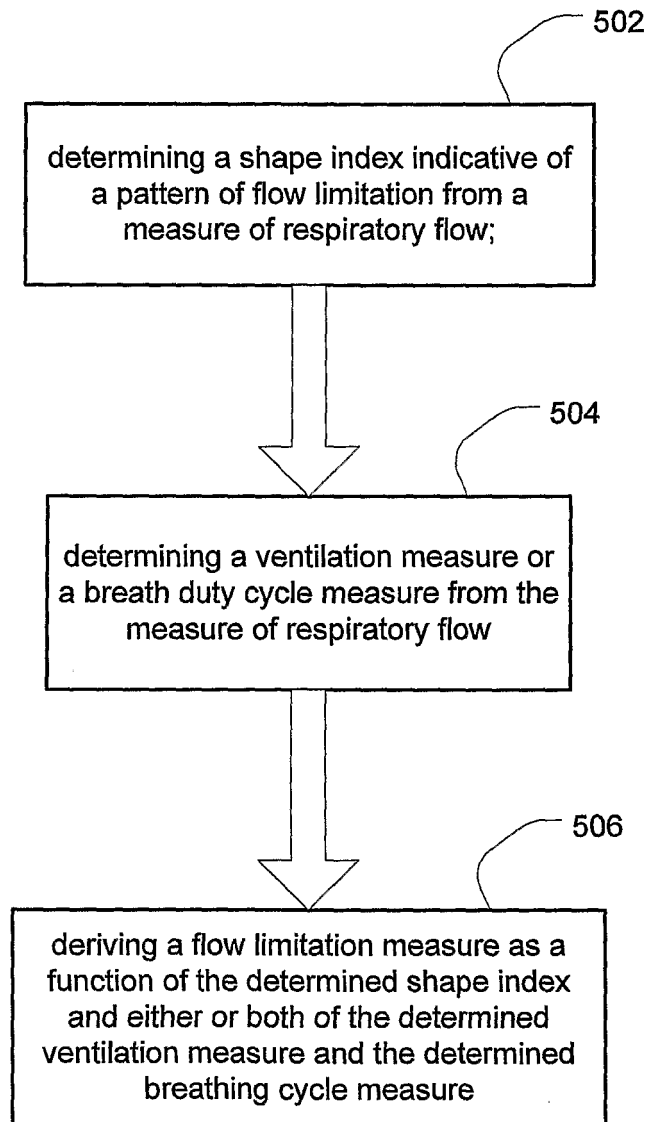 502
determining a shape index indicative of
a pattern of flow limitation from a
measure of respiratory flow;
504
determining a ventilation measure or
a breath duty cycle measure from the
measure of respiratory flow
506
deriving a flow limitation measure as a
function of the determined shape index
and either or both of the determined
ventilation measure and the determined
breathing cycle measure